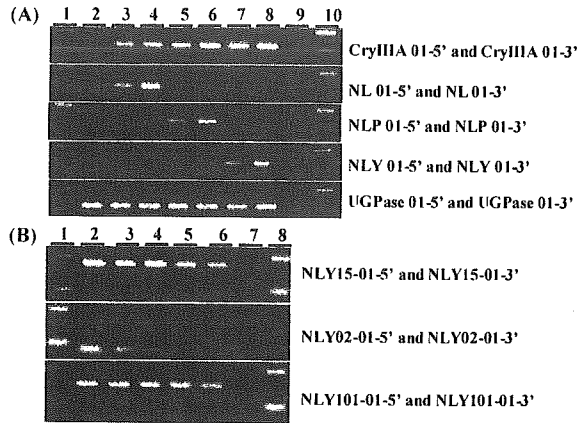 (A)
1 2 3 4 5 6 7 8 9 10
CryIIIA 01-5' and CryIIIA 01-3'
NL 01-5' and NL 01-3'
NLP 01-5' and NLP 01-3'
NLY 01-5' and NLY 01-3'
UGPase 01-5' and UGPase 01-3'
(B)
1 2 3 4 5 6 7 8
NLY15-01-5' and NLY15-01-3'
NLY02-01-5' and NLY02-01-3'
NLY101-01-5' and NLY101-01-3'